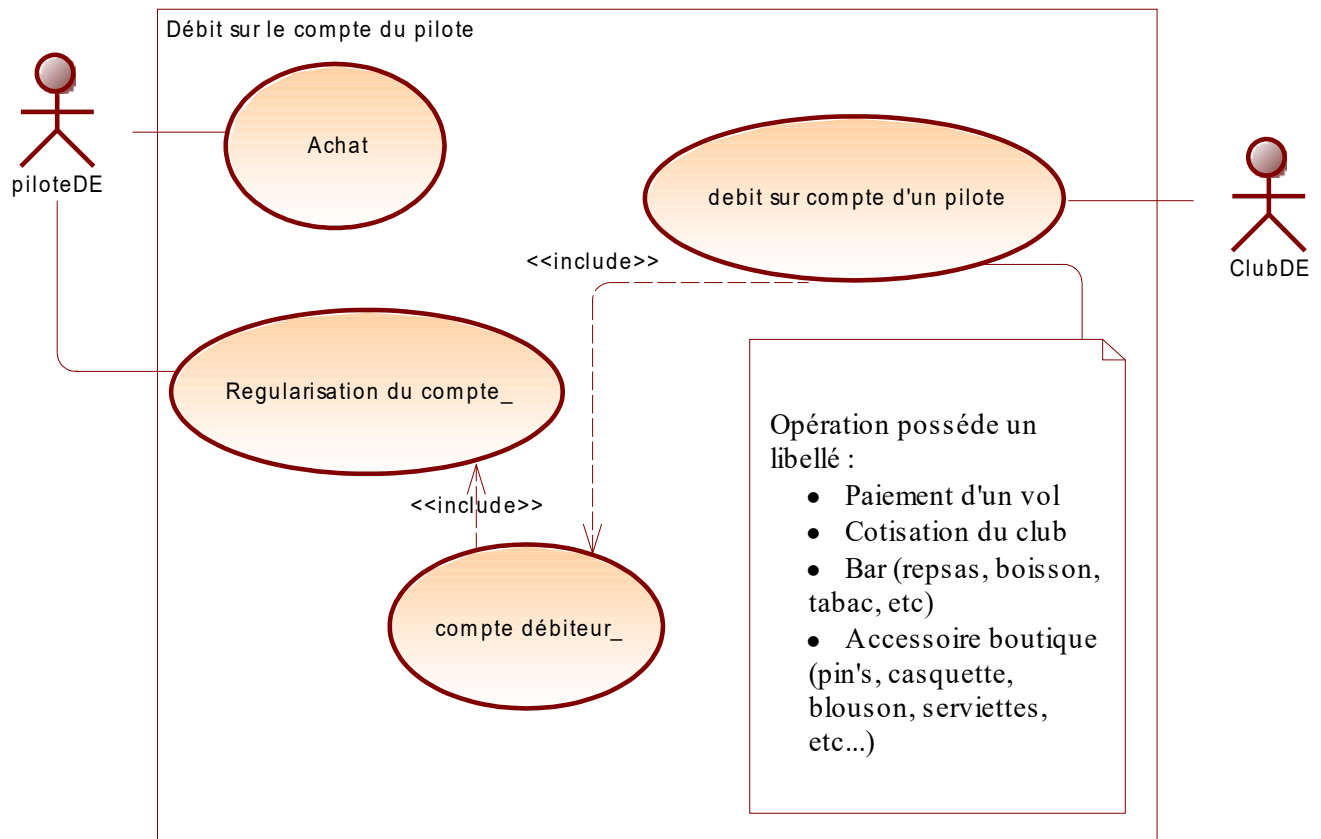 Débit sur le compte du pilote
piloteDE
Achat
debit sur compte d'un pilote
ClubDE
<<include>>
Regularisation du compte_
<<include>>
compte débiteur_
Opération posséde un
libellé :
● Paiement d'un vol
● Cotisation du club
● Bar (repsas, boisson,
tabac, etc)
● Accessoire boutique
(pin's, casquette,
blouson, serviettes,
etc...)